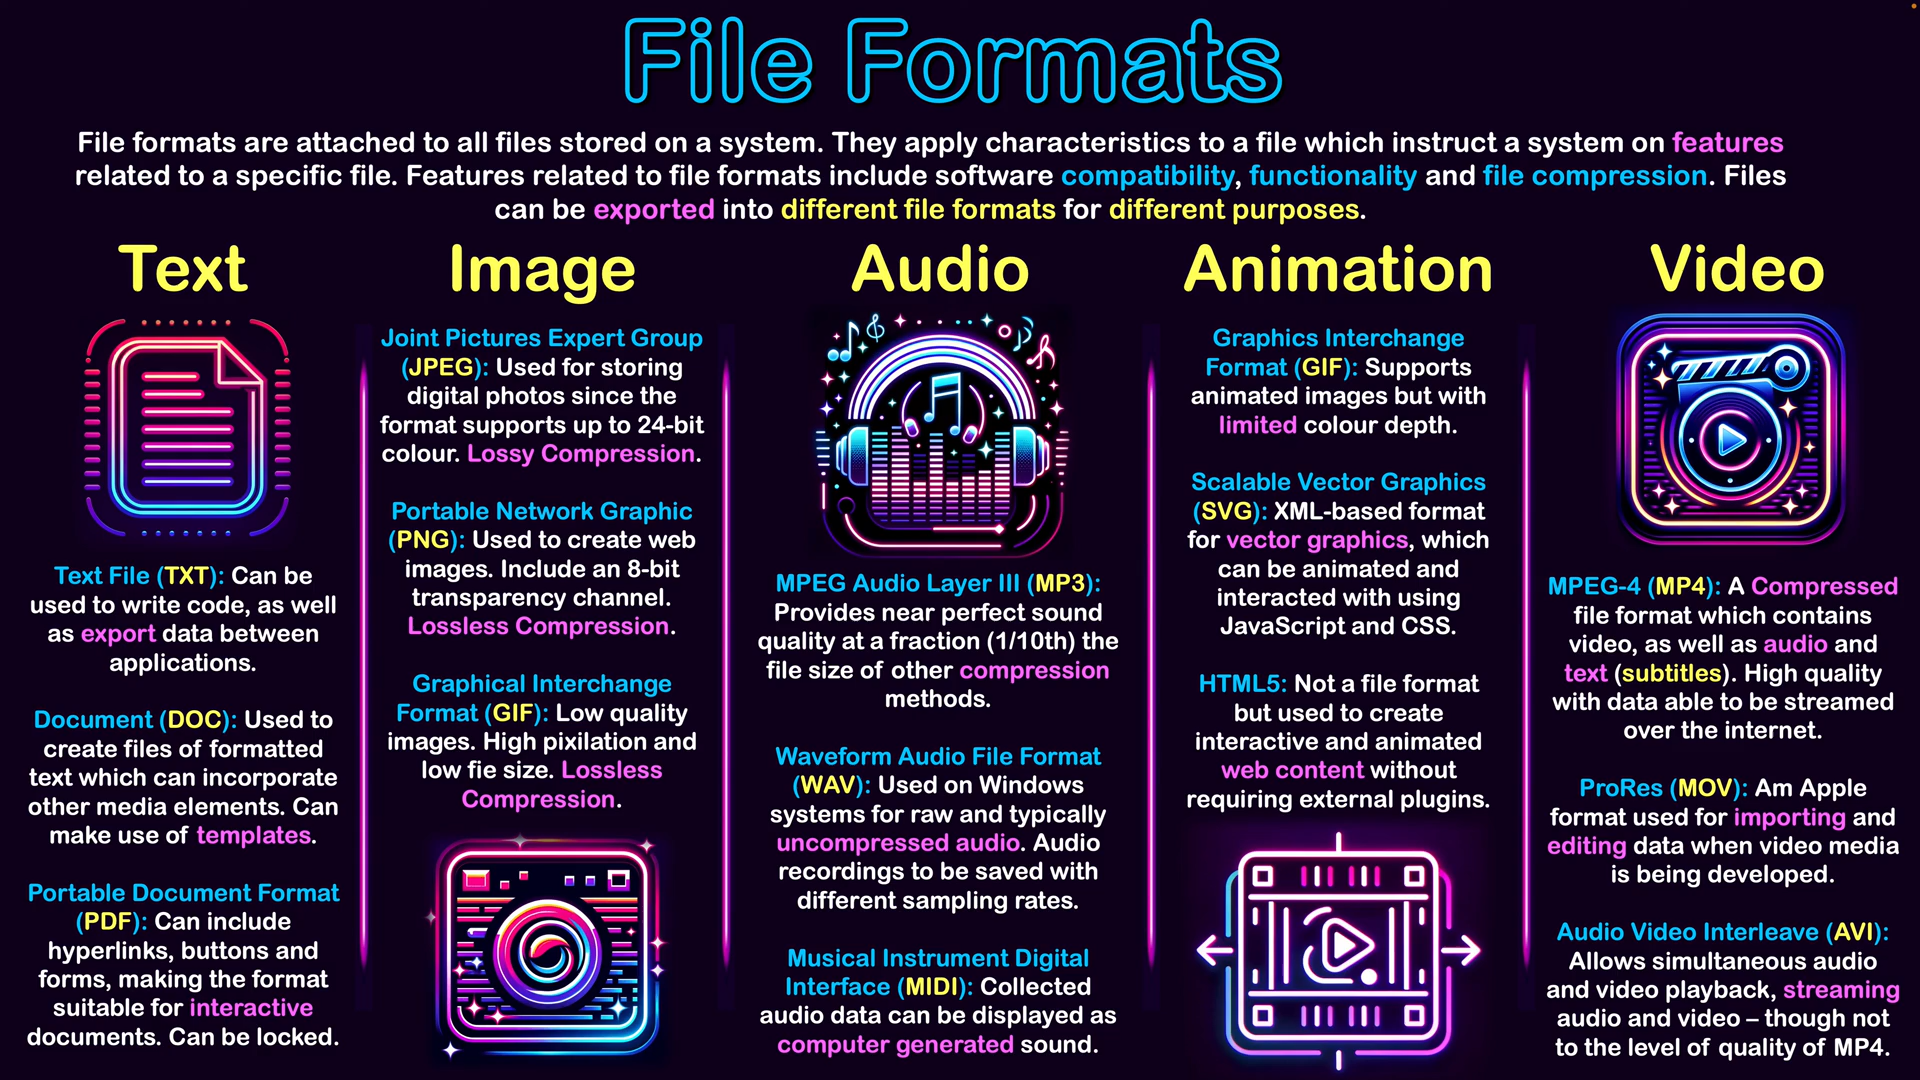 File Formats
File formats are attached to all files stored on a system. They apply characteristics to a file which instruct a system on features
related to a specific file. Features related to file formats include software compatibility, functionality and file compression. Files
can be exported into different file formats for different purposes.
Text
Text File (TXT): Can be
used to write code, as well
as export data between
applications.
Document (DOC): Used to
create files of formatted
text which can incorporate
other media elements. Can
make use of templates.
Portable Document Format
(PDF): Can include
hyperlinks, buttons and
forms, making the format
suitable for interactive
documents. Can be locked.
Image
Joint Pictures Expert Group
(JPEG): Used for storing
digital photos since the
format supports up to 24-bit
colour. Lossy Compression.
Portable Network Graphic
(PNG): Used to create web
images. Include an 8-bit
transparency channel.
Lossless Compression.
Graphical Interchange
Format (GIF): Low quality
images. High pixilation and
low fie size. Lossless
Compression.
Audio
MPEG Audio Layer III (MP3):
Provides near perfect sound
quality at a fraction (1/10th) the
file size of other compression
methods.
Waveform Audio File Format
(WAV): Used on Windows
systems for raw and typically
uncompressed audio. Audio
recordings to be saved with
different sampling rates.
Musical Instrument Digital
Interface (MIDI): Collected
audio data can be displayed as
computer generated sound.
Animation
Graphics Interchange
Format (GIF): Supports
animated images but with
limited colour depth.
Scalable Vector Graphics
(SVG): XML-based format
for vector graphics, which
can be animated and
interacted with using
JavaScript and CSS.
HTML5: Not a file format
but used to create
interactive and animated
web content without
requiring external plugins.
Video
MPEG-4 (MP4): A Compressed
file format which contains
video, as well as audio and
text (subtitles). High quality
with data able to be streamed
over the internet.
ProRes (MOV): Am Apple
format used for importing and
editing data when video media
is being developed.
Audio Video Interleave (AVI):
Allows simultaneous audio
and video playback, streaming
audio and video – though not
to the level of quality of MP4.